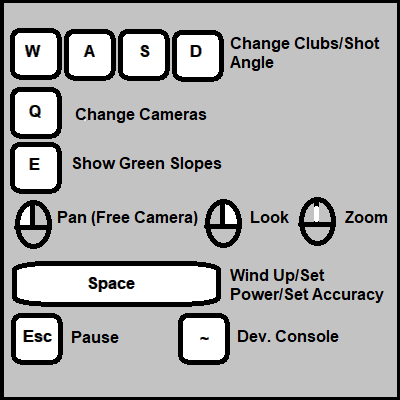 W A S D Change Clubs/Shot
Angle
Q Change Cameras
E Show Green Slopes
Pan (Free Camera) Look Zoom
Space Wind Up/Set
Power/Set Accuracy
Esc Pause ~ Dev. Console